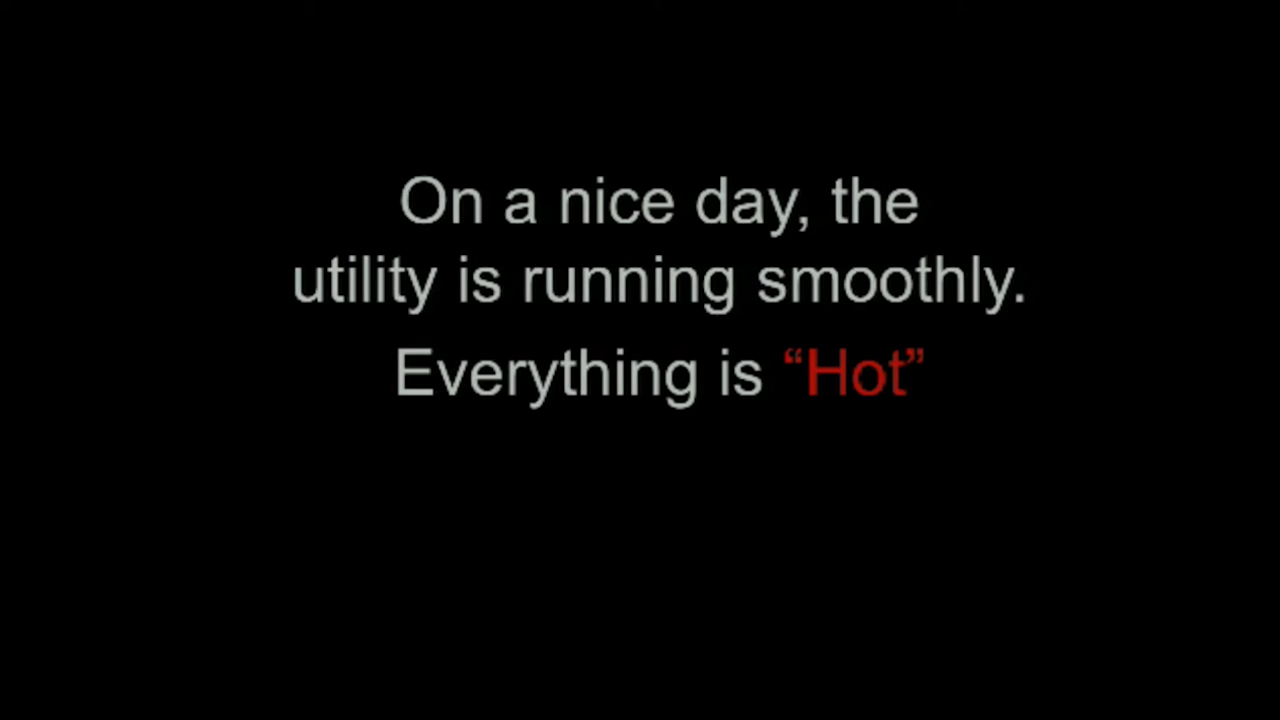 On a nice day, the
utility is running smoothly.
Everything is “Hot”